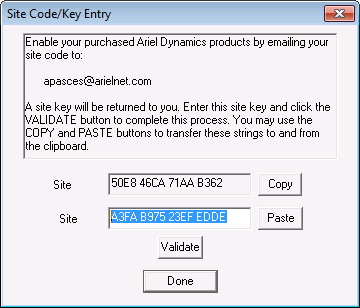 Site Code/Key Entry
Enable your purchased Ariel Dynamics products by emailing your
site code to:
apasces@arielnet.com
A site key will be returned to you. Enter this site key and click the
VALIDATE button to complete this process. You may use the
COPY and PASTE buttons to transfer these strings to and from
the clipboard.
Site 50E8 46CA 71AA B362 Copy
Site A3FA B975 23EF EDDE Paste
Validate
Done